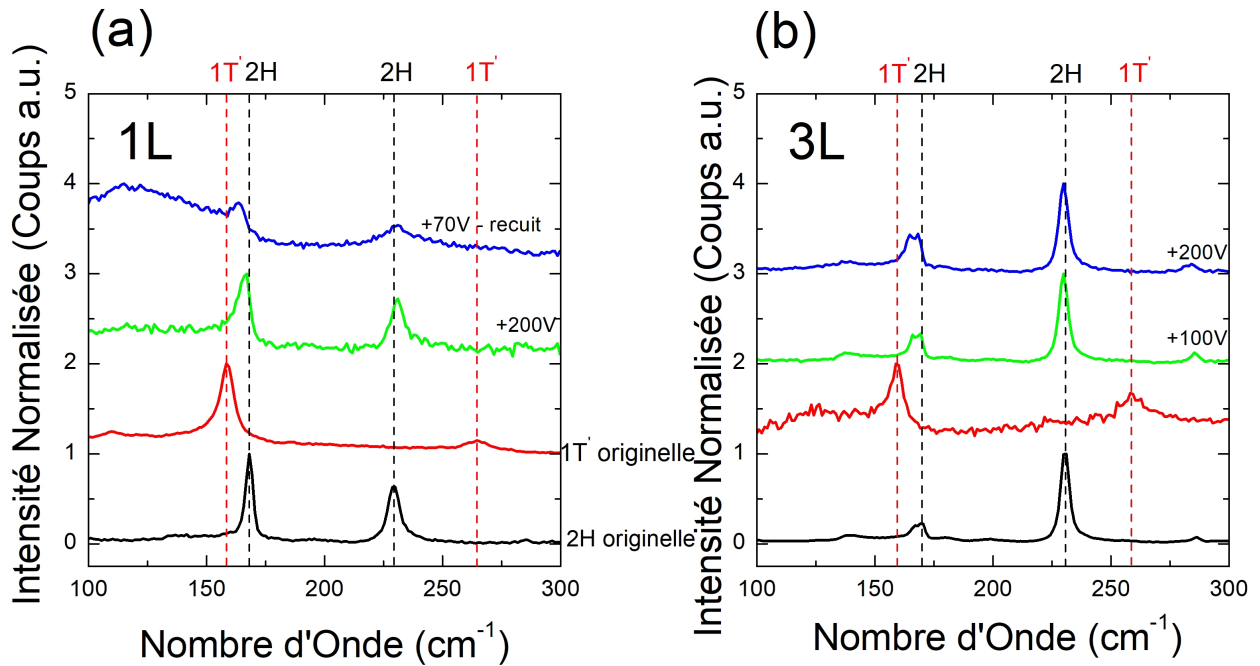 (a)
1T' 2H 2H 1T'
1L
5
4
3
2
1
0
+70V - recuit
+200V
1T' originelle
2H originelle
100 150 200 250 300
Nombre d'Onde (cm-1)
Intensité Normalisée (Coups a.u.)
(b)
1T' 2H 2H 1T'
3L
5
4
3
2
1
0
+200V
+100V
100 150 200 250 300
Nombre d'Onde (cm-1)
Intensité Normalisée (Coups a.u.)